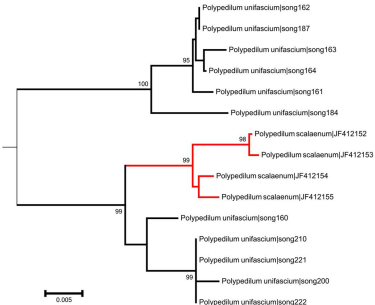 Polypedilum unifascium|song162
Polypedilum unifascium|song187
Polypedilum unifascium|song163
95
Polypedilum unifascium|song164
100
Polypedilum unifascium|song161
Polypedilum unifascium|song184
Polypedilum scalaenum|JF412152
98
Polypedilum scalaenum|JF412153
99
Polypedilum scalaenum|JF412154
Polypedilum scalaenum|JF412155
99
Polypedilum unifascium|song160
Polypedilum unifascium|song210
Polypedilum unifascium|song221
99
Polypedilum unifascium|song200
Polypedilum unifascium|song222
0.005